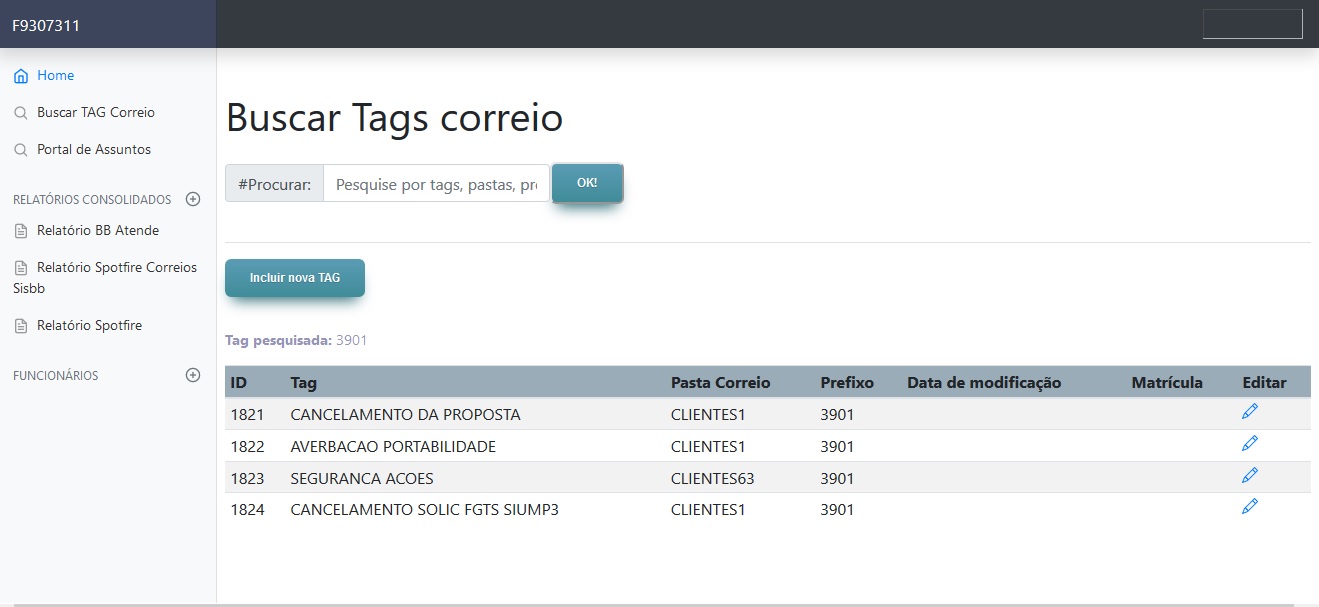 F9307311
Home
Buscar TAG Correio
Portal de Assuntos
RELATÓRIOS CONSOLIDADOS
Relatório BB Atende
Relatório Spotfire Correios
Sisbb
Relatório Spotfire
FUNCIONÁRIOS
Buscar Tags correio
#Procurar: Pesquise por tags, pastas, pr OK!
Incluir nova TAG
Tag pesquisada: 3901
ID Tag Pasta Correio Prefixo Data de modificação Matrícula Editar
1821 CANCELAMENTO DA PROPOSTA CLIENTES1 3901
1822 AVERBACAO PORTABILIDADE CLIENTES1 3901
1823 SEGURANCA ACOES CLIENTES63 3901
1824 CANCELAMENTO SOLIC FGTS SIUMP3 CLIENTES1 3901